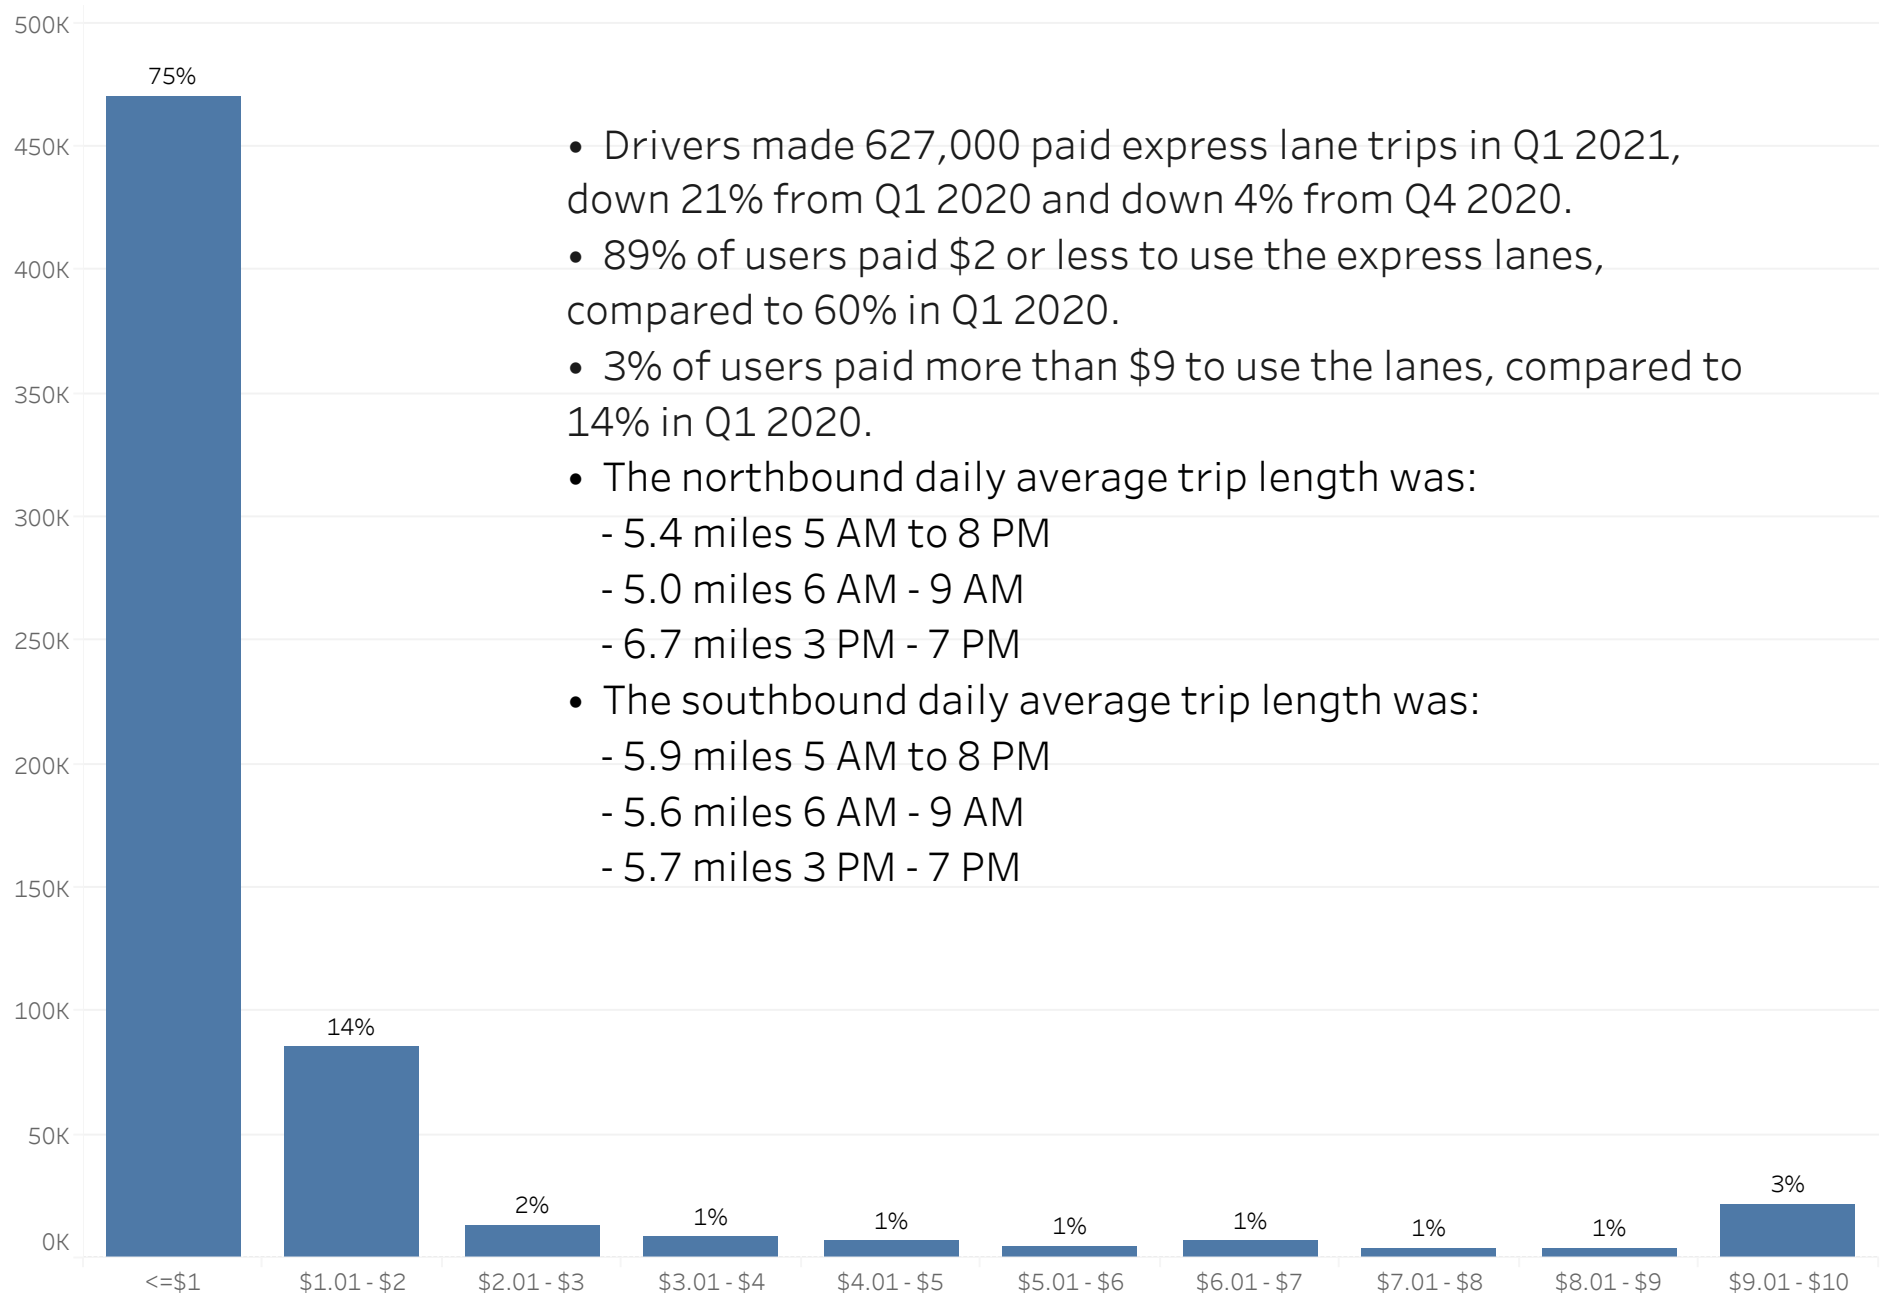 500K
75%
450K
• Drivers made 627,000 paid express lane trips in Q1 2021,
down 21% from Q1 2020 and down 4% from Q4 2020.
• 89% of users paid $2 or less to use the express lanes,
400K
compared to 60% in Q1 2020.
• 3% of users paid more than $9 to use the lanes, compared to
350K
14% in Q1 2020.
• The northbound daily average trip length was:
300K
- 5.4 miles 5 AM to 8 PM
- 5.0 miles 6 AM - 9 AM
250K
- 6.7 miles 3 PM - 7 PM
• The southbound daily average trip length was:
200K
- 5.9 miles 5 AM to 8 PM
- 5.6 miles 6 AM - 9 AM
- 5.7 miles 3 PM - 7 PM
150K
100K
14%
50K
2%
1%
1%
1%
1%
1%
1%
3%
0K
<=$1
$1.01 - $2
$2.01 - $3
$3.01 - $4
$4.01 - $5
$5.01 - $6
$6.01 - $7
$7.01 - $8
$8.01 - $9
$9.01 - $10